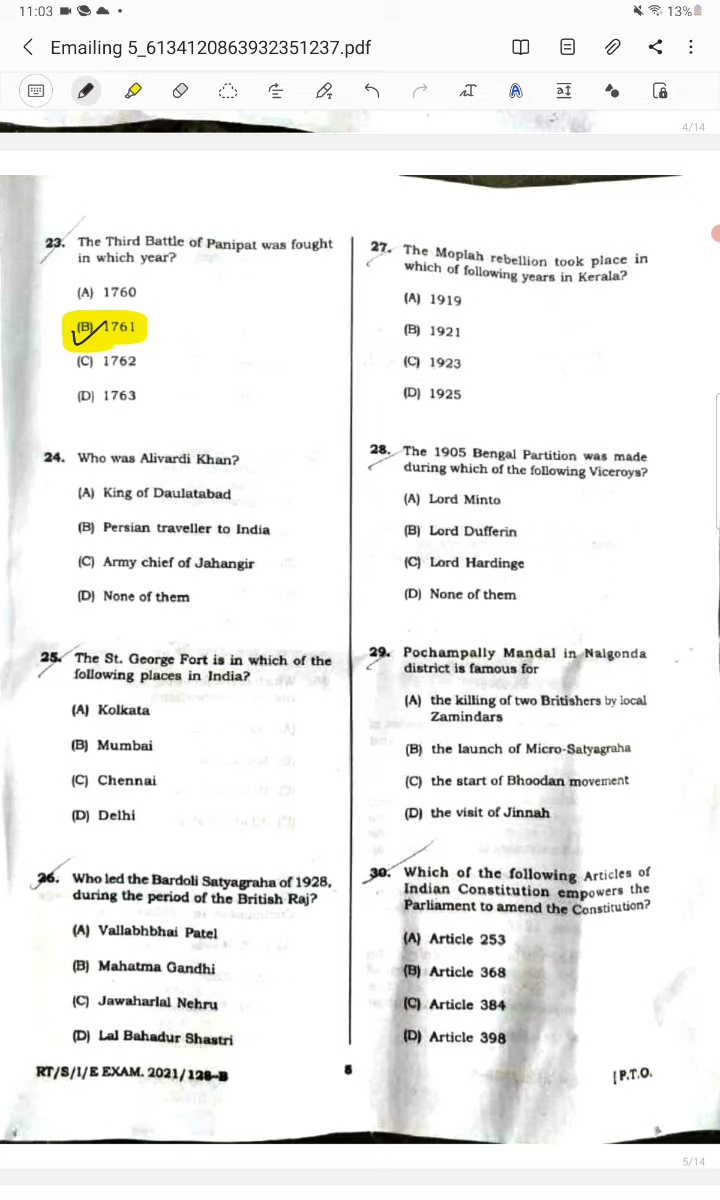 11:03
13%
Emailing 5_6134120863932351237.pdf
4/14
23. The Third Battle of Panipat was fought
in which year?
(A) 1760
(B) 1761
(C) 1762
(D) 1763
24. Who was Alivardi Khan?
(A) King of Daulatabad
(B) Persian traveller to India
(C) Army chief of Jahangir
(D) None of them
25. The St. George Fort is in which of the
following places in India?
(A) Kolkata
(B) Mumbai
(C) Chennai
(D) Delhi
26. Who led the Bardoli Satyagraha of 1928,
during the period of the British Raj?
(A) Vallabhbhai Patel
(B) Mahatma Gandhi
(C) Jawaharlal Nehru
(D) Lal Bahadur Shastri
27. The Moplah rebellion took place in
which of following years in Kerala?
(A) 1919
(B) 1921
(C) 1923
(D) 1925
28. The 1905 Bengal Partition was made
during which of the following Viceroys?
(A) Lord Minto
(B) Lord Dufferin
(C) Lord Hardinge
(D) None of them
29. Pochampally Mandal in Nalgonda
district is famous for
(A) the killing of two Britishers by local
Zamindars
(B) the launch of Micro-Satyagraha
(C) the start of Bhoodan movement
(D) the visit of Jinnah
30. Which of the following Articles of
Indian Constitution empowers the
Parliament to amend the Constitution?
(A) Article 253
(B) Article 368
(C) Article 384
(D) Article 398
RT/S/I/E EXAM. 2021/128-B
5
[ P.T.O.
5/14